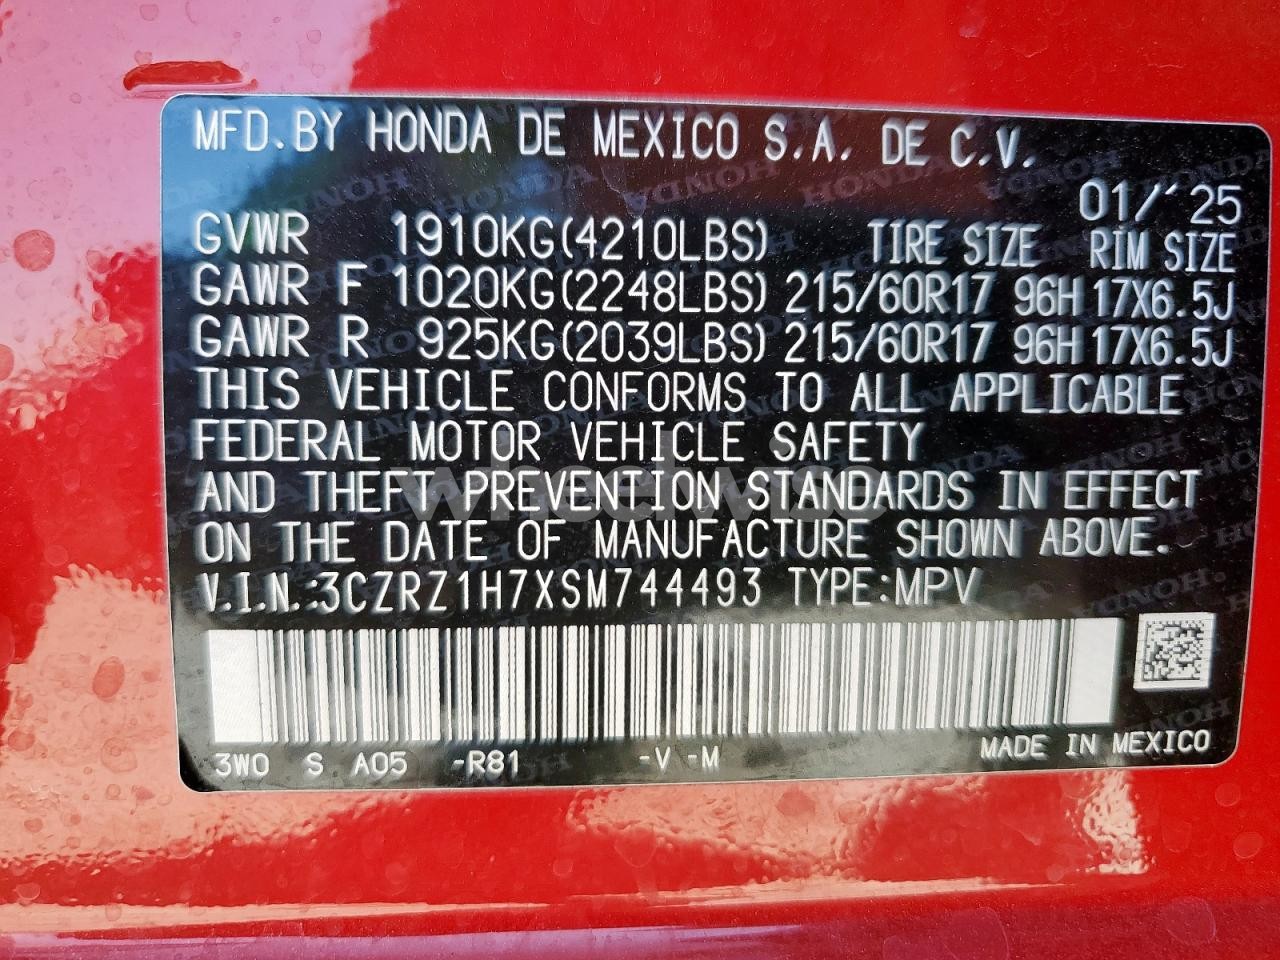 MFD.BY HONDA DE MEXICO S.A. DE C.V.
01/'25
GVWR 1910KG(4210LBS) TIRE SIZE RIM SIZE
GAWR F 1020KG(2248LBS) 215/60R17 96H 17X6.5J
GAWR R 925KG(2039LBS) 215/60R17 96H 17X6.5J
THIS VEHICLE CONFORMS TO ALL APPLICABLE
FEDERAL MOTOR VEHICLE SAFETY
AND THEFT PREVENTION STANDARDS IN EFFECT
ON THE DATE OF MANUFACTURE SHOWN ABOVE.
V.I.N.:3CZRZ1H7XSM744493 TYPE:MPV
3W0 S A05 -R81 -V -M MADE IN MEXICO
wheelwise